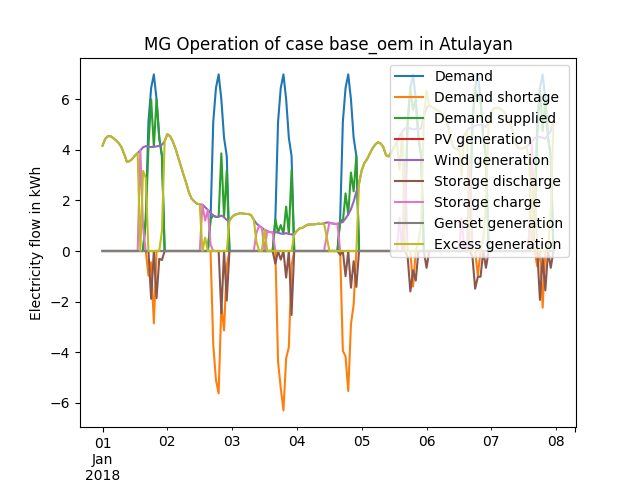 MG Operation of case base_oem in Atulayan
Electricity flow in kWh
6
4
2
0
−2
−4
−6
01
Jan
2018
02
03
04
05
06
07
08
Demand
Demand shortage
Demand supplied
PV generation
Wind generation
Storage discharge
Storage charge
Genset generation
Excess generation